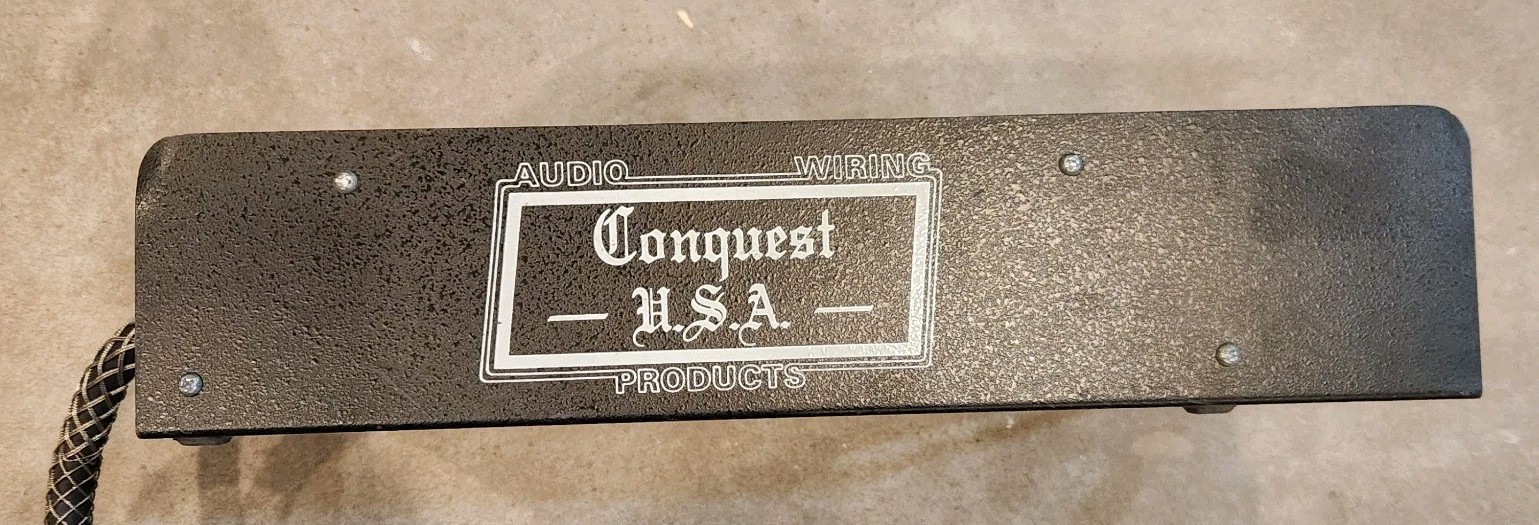 AUDIO WIRING
Conquest
— U.S.A. —
PRODUCTS